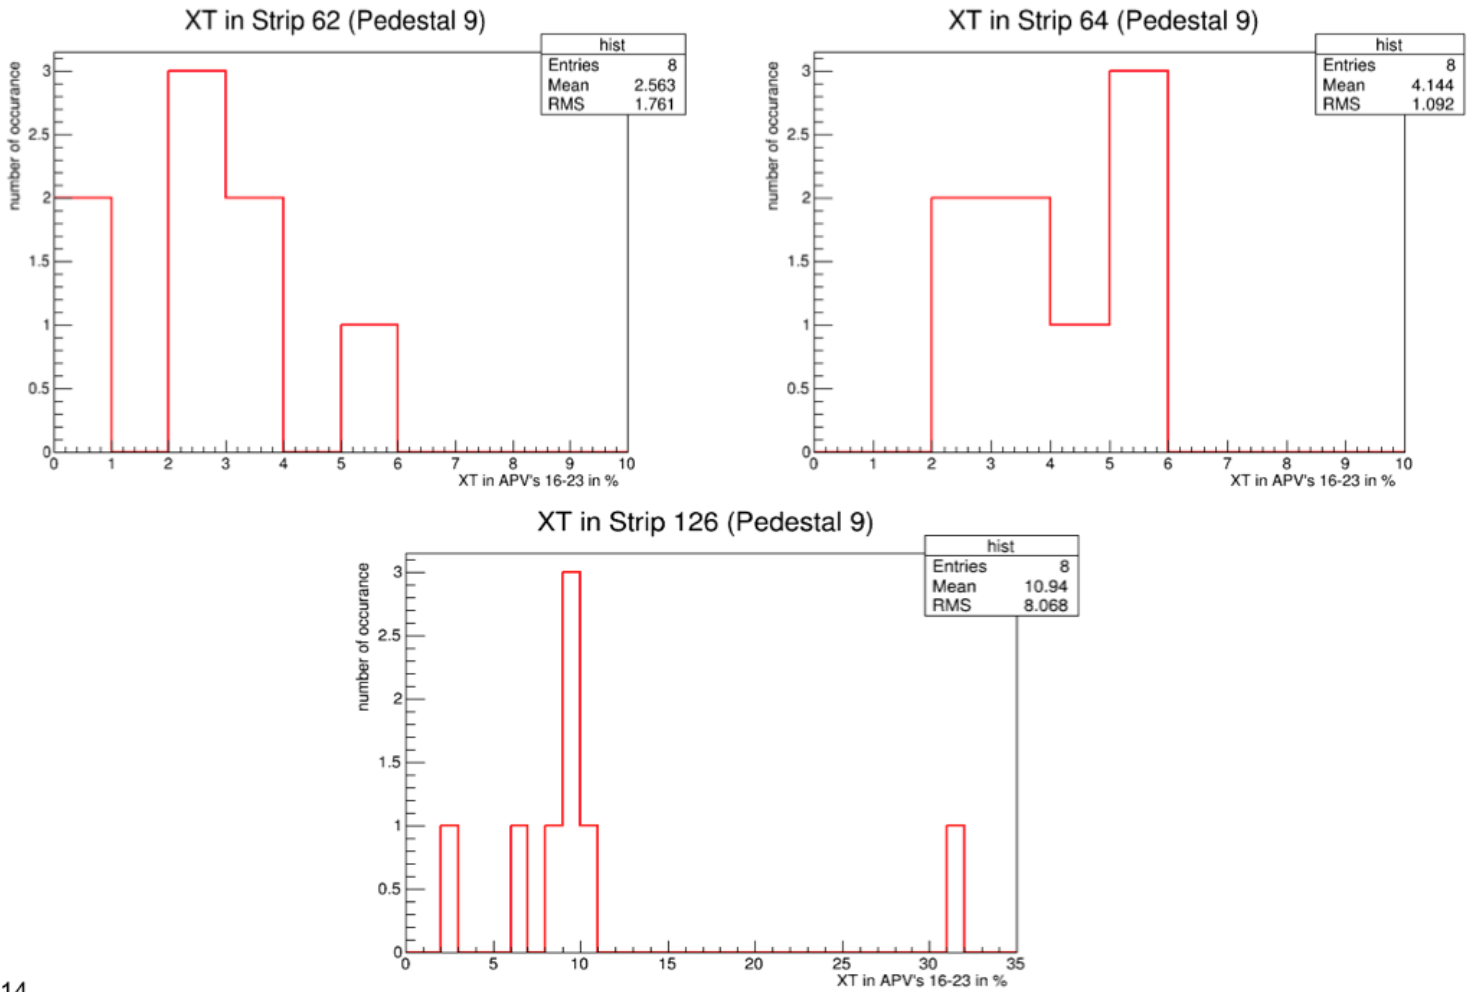 XT in Strip 62 (Pedestal 9)
hist
Entries 8
Mean 2.563
RMS 1.761
number of occurance
3
2.5
2
1.5
1
0.5
0
0 1 2 3 4 5 6 7 8 9 10
XT in APV's 16-23 in %
XT in Strip 64 (Pedestal 9)
hist
Entries 8
Mean 4.144
RMS 1.092
number of occurance
3
2.5
2
1.5
1
0.5
0
0 1 2 3 4 5 6 7 8 9 10
XT in APV's 16-23 in %
XT in Strip 126 (Pedestal 9)
hist
Entries 8
Mean 10.94
RMS 8.068
number of occurance
3
2.5
2
1.5
1
0.5
0
0 5 10 15 20 25 30 35
XT in APV's 16-23 in %
14